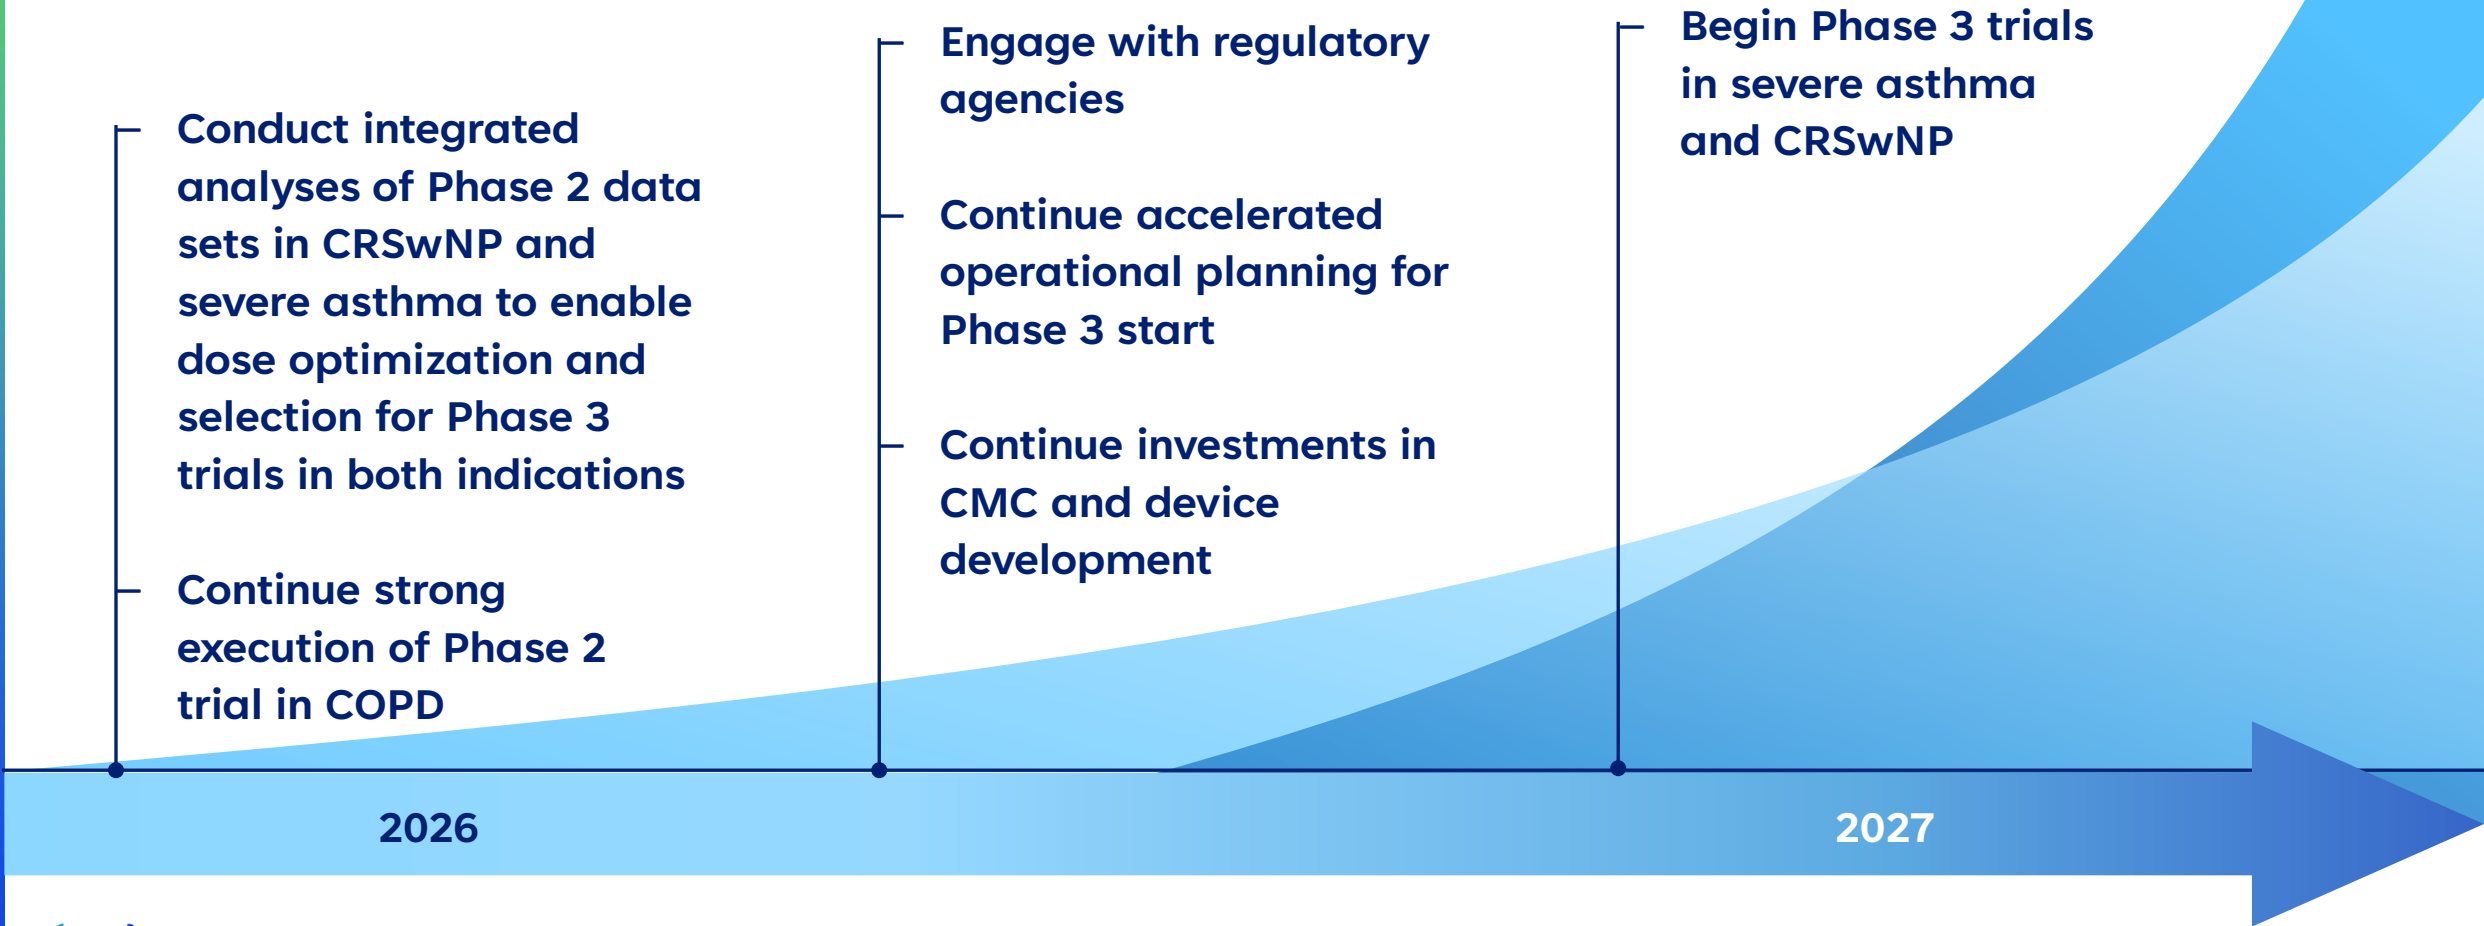 Conduct integrated
analyses of Phase 2 data
sets in CRSwNP and
severe asthma to enable
dose optimization and
selection for Phase 3
trials in both indications
Continue strong
execution of Phase 2
trial in COPD
Engage with regulatory
agencies
Continue accelerated
operational planning for
Phase 3 start
Continue investments in
CMC and device
development
Begin Phase 3 trials
in severe asthma
and CRSwNP
2026
2027